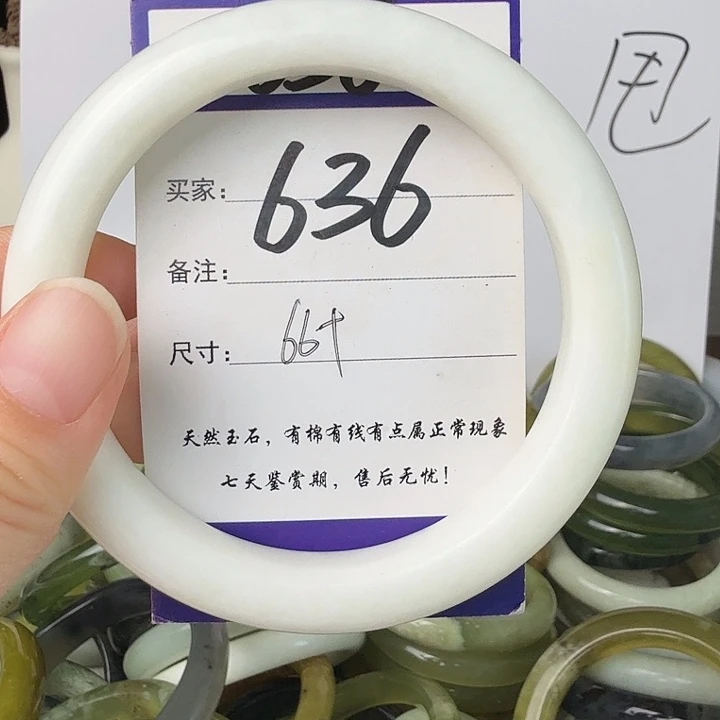 甩
买家: 636
备注:
尺寸: 66+
天然玉石，有棉有线有点属正常现象
七天鉴赏期，售后无忧！